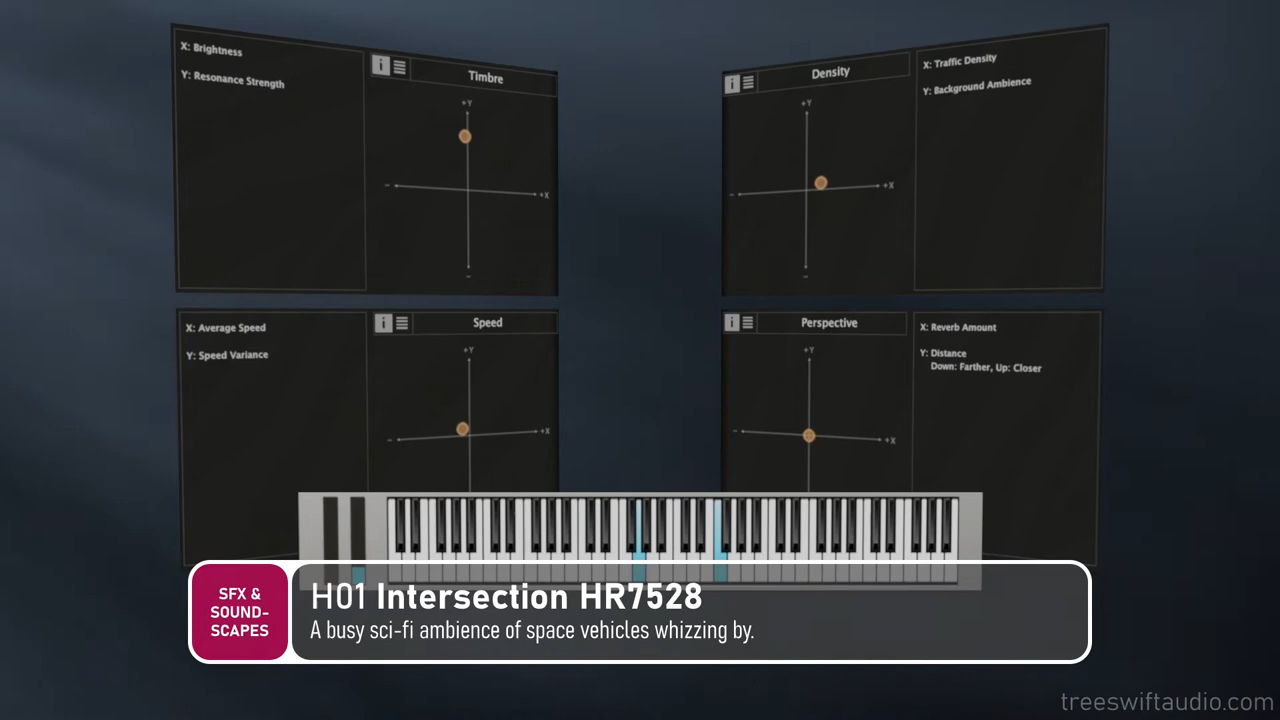 X: Brightness
Y: Resonance Strength
i
Timbre
+Y
-
+X
-
i
Density
+Y
-
+X
-
X: Traffic Density
Y: Background Ambience
X: Average Speed
Y: Speed Variance
i
Speed
+Y
-
+X
i
Perspective
+Y
-
+X
X: Reverb Amount
Y: Distance
Down: Farther, Up: Closer
SFX &
SOUND-
SCAPES
H01 Intersection HR7528
A busy sci-fi ambience of space vehicles whizzing by.
treeswiftaudio.com